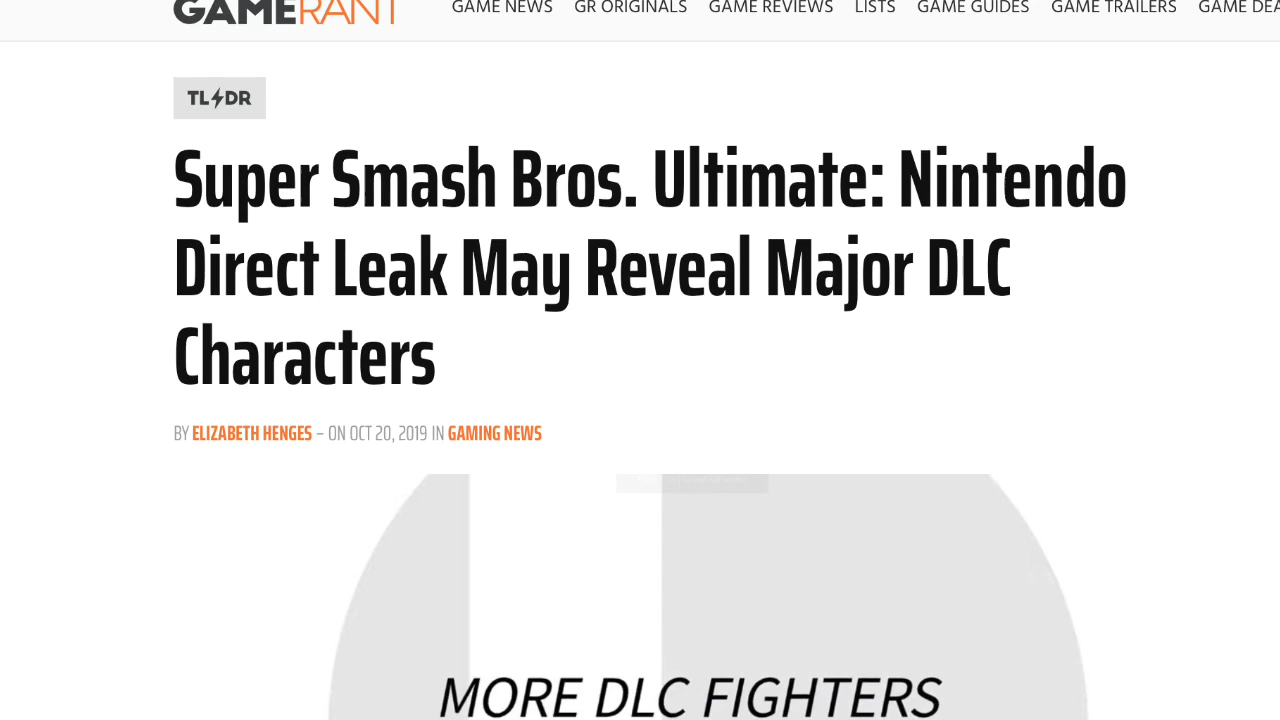 GAMERANT GAME NEWS GR ORIGINALS GAME REVIEWS LISTS GAME GUIDES GAME TRAILERS GAME DEA
TL DR
Super Smash Bros. Ultimate: Nintendo
Direct Leak May Reveal Major DLC
Characters
BY ELIZABETH HENGES – ON OCT 20, 2019 IN GAMING NEWS
MORE DLC FIGHTERS